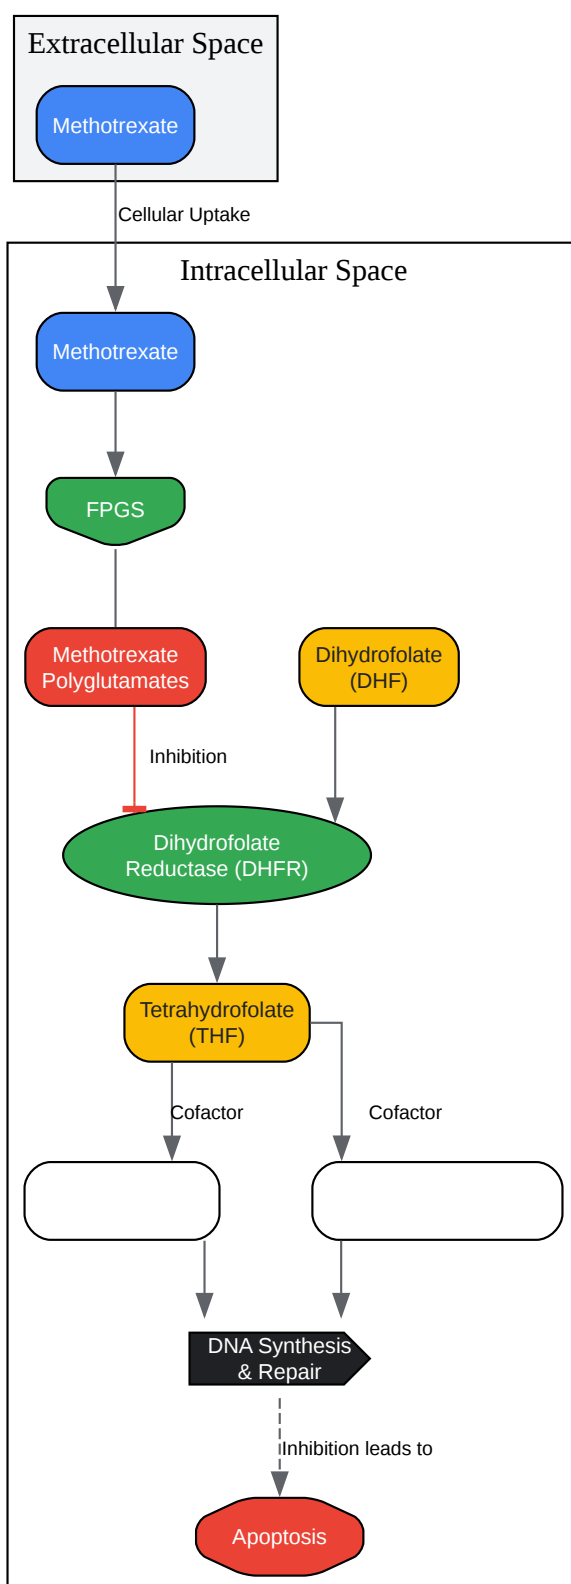 Extracellular Space
Methotrexate
Cellular Uptake
Intracellular Space
Methotrexate
FPGS
Methotrexate
Polyglutamates
Dihydrofolate
(DHF)
Inhibition
Dihydrofolate
Reductase (DHFR)
Tetrahydrofolate
(THF)
Cofactor
Cofactor
DNA Synthesis
& Repair
Inhibition leads to
Apoptosis